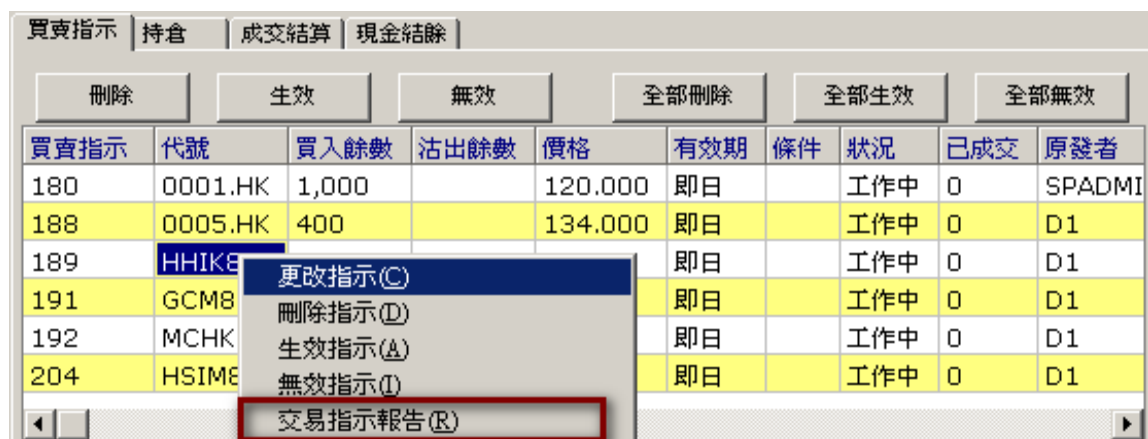 買賣指示 持倉 成交結算 現金結餘
刪除 生效 無效 全部刪除 全部生效 全部無效
買賣指示 代號 買入餘數 沽出餘數 價格 有效期 條件 狀況 已成交 原發者
180 0001.HK 1,000 120.000 即日 工作中 0 SPADMI
188 0005.HK 400 134.000 即日 工作中 0 D1
189 HHIK8 即日 工作中 0 D1
更改指示(C)
191 GCM8 即日 工作中 0 D1
刪除指示(D)
192 MCHK 即日 工作中 0 D1
生效指示(A)
204 HSIM8 即日 工作中 0 D1
無效指示(I)
交易指示報告(R)